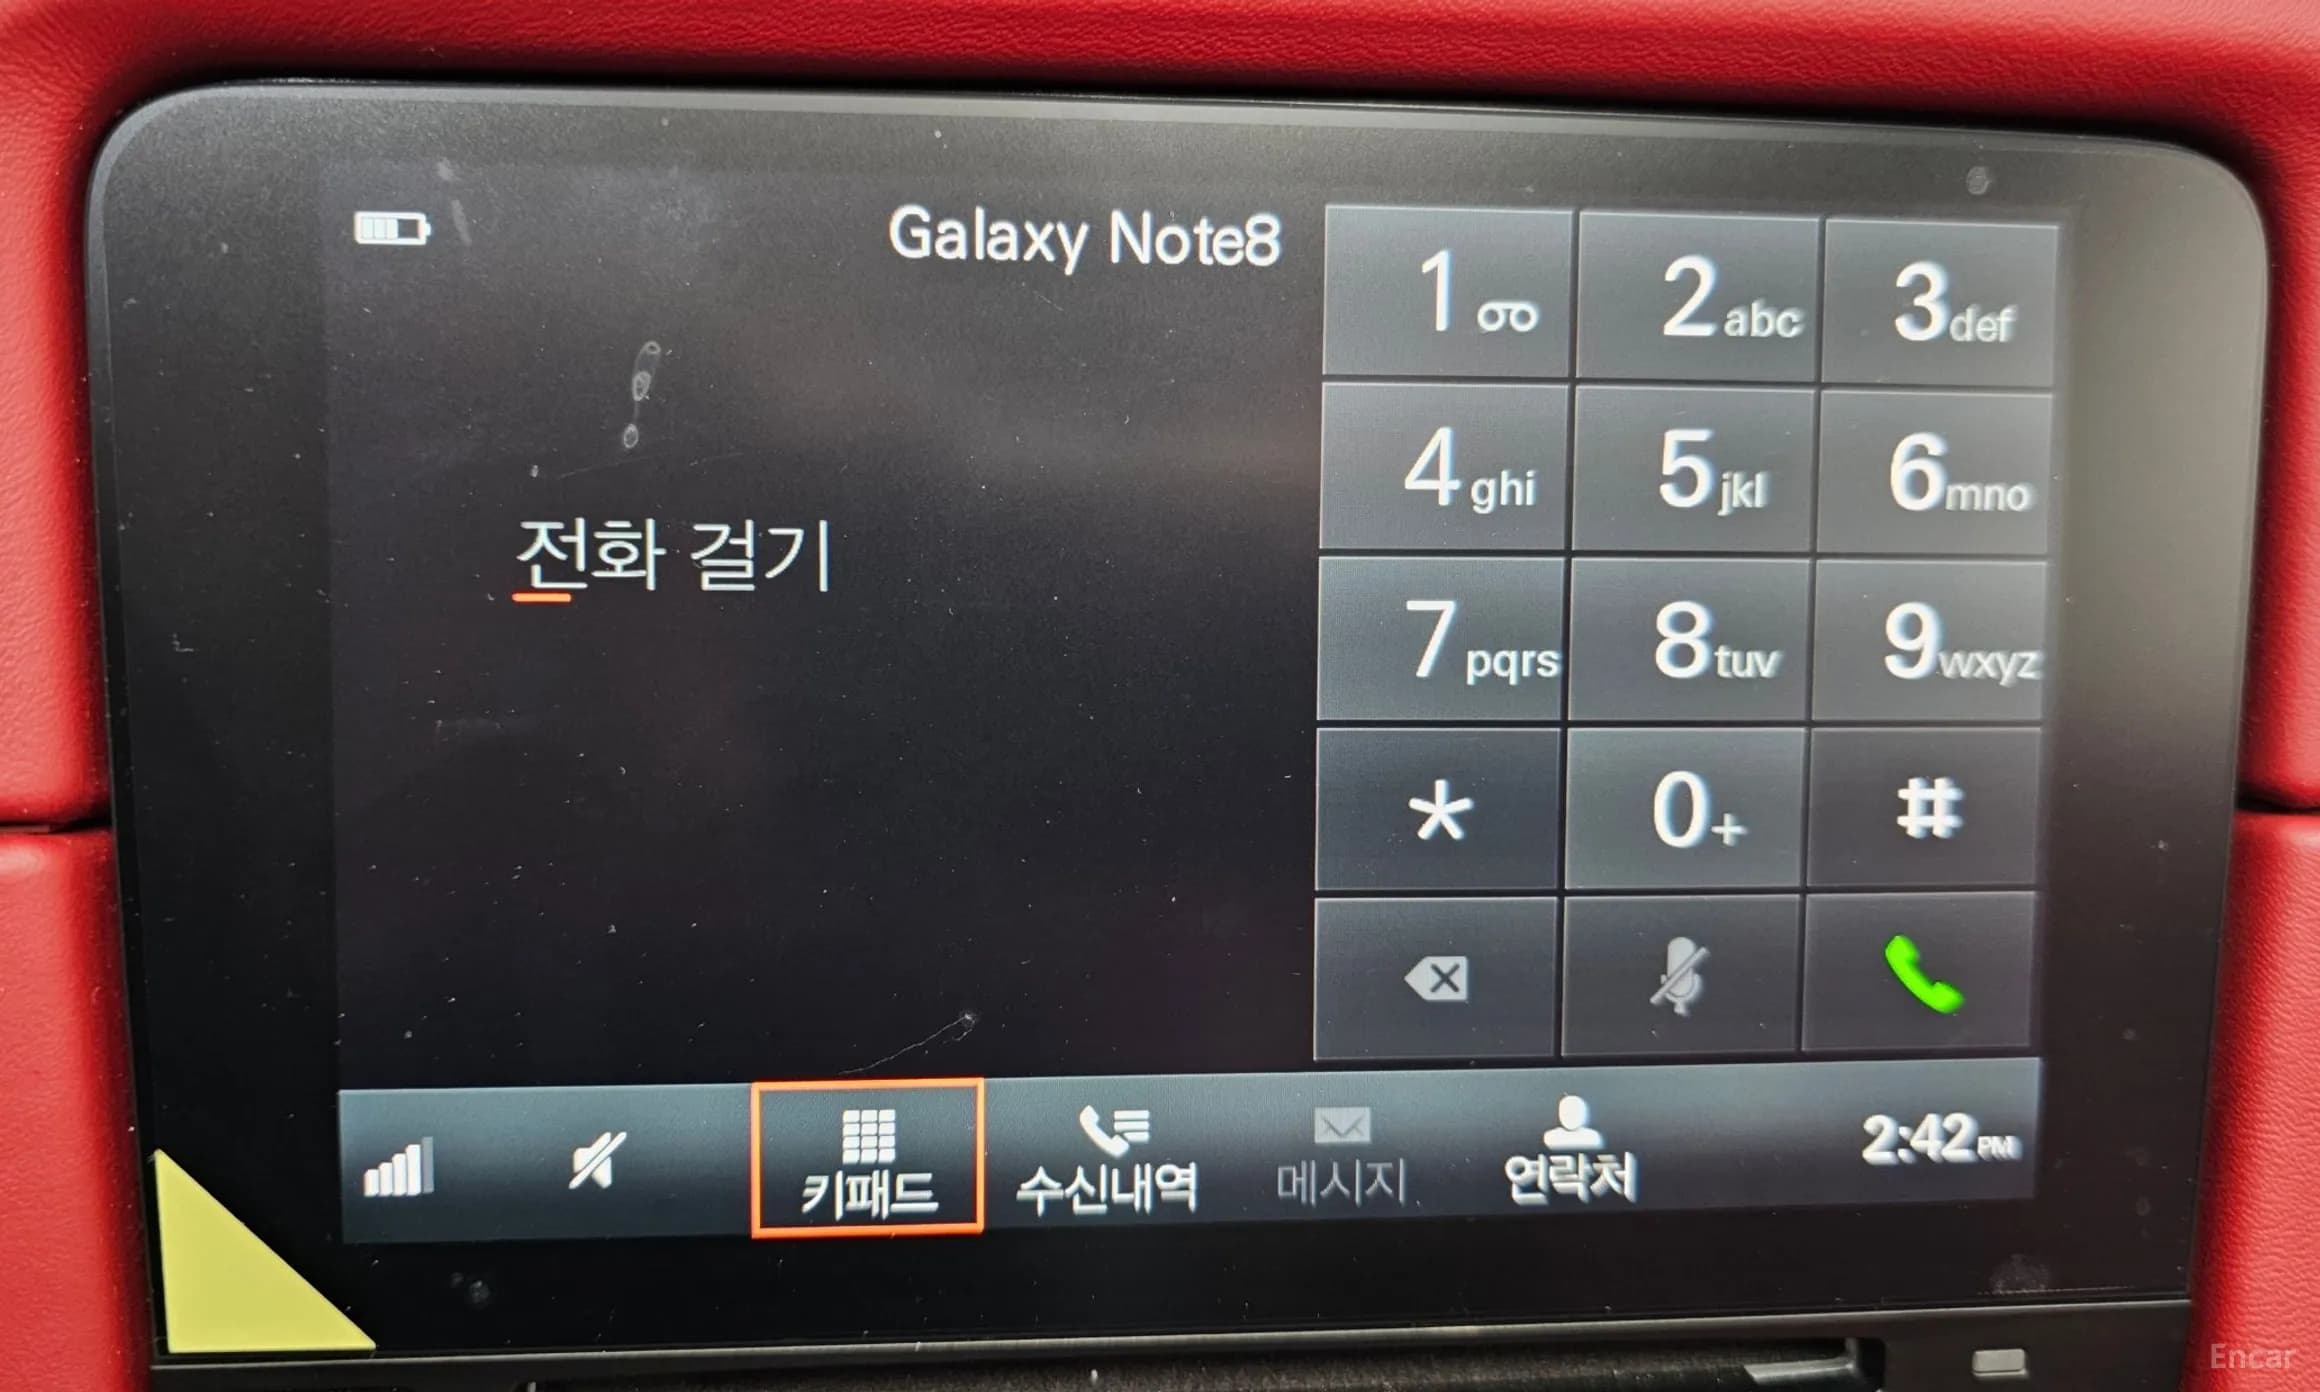 Galaxy Note8
전화 걸기
1
2 abc
3 def
4 ghi
5 jkl
6 mno
7 pqrs
8 tuv
9 wxyz
*
0 +
#
키패드
수신내역
메시지
연락처
2:42 PM
Encar